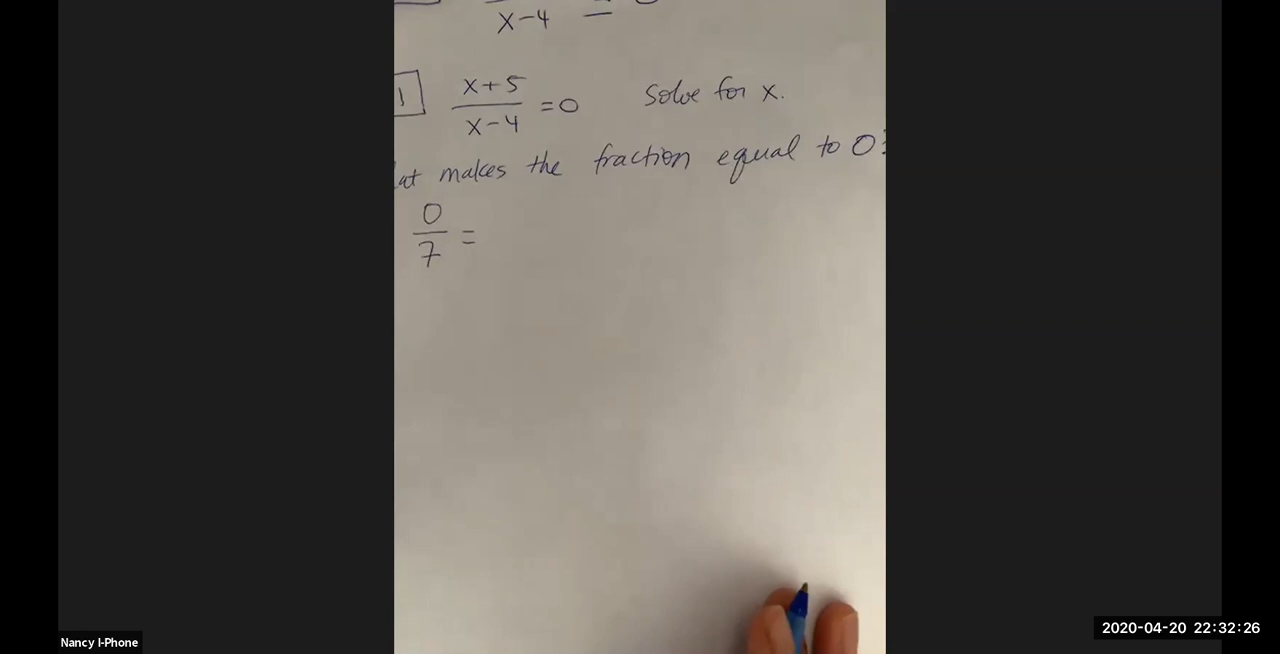 x-4
1 x+5/x-4 =0 Solve for x.
makes the fraction equal to 0?
0/7 =
Nancy I-Phone
2020-04-20 22:32:26